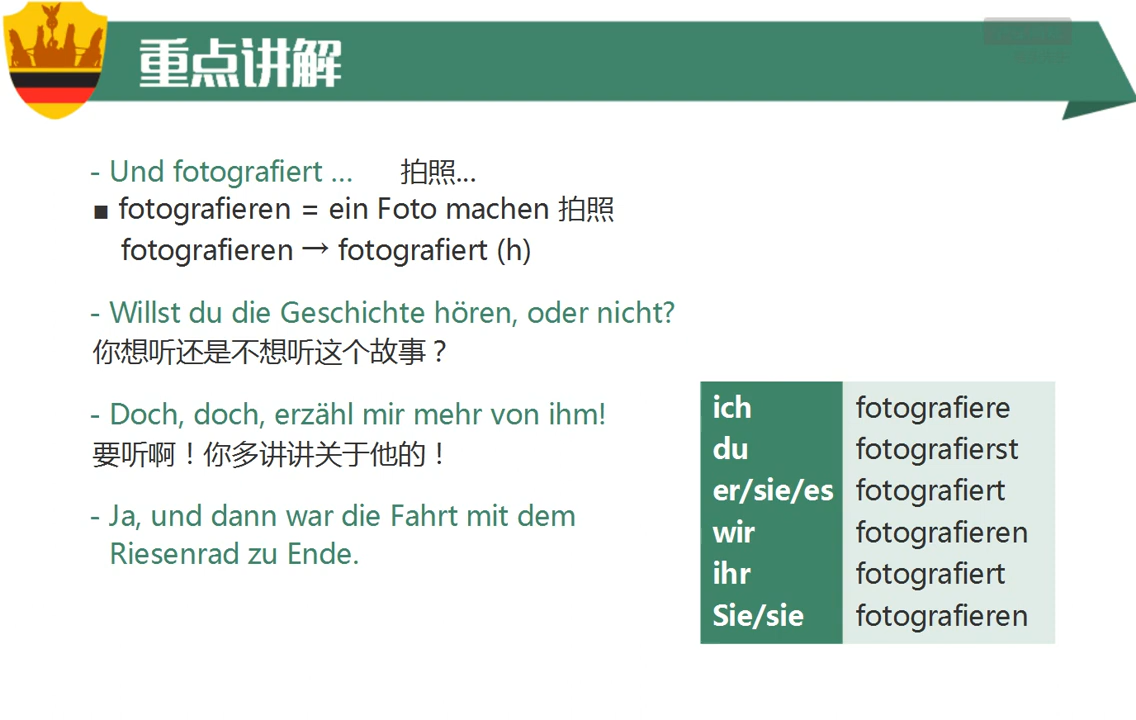 重点讲解
- Und fotografiert ... 拍照...
■ fotografieren = ein Foto machen 拍照
fotografieren → fotografiert (h)
- Willst du die Geschichte hören, oder nicht?
你想听还是不想听这个故事？
- Doch, doch, erzähl mir mehr von ihm!
要听啊！你多讲讲关于他的！
- Ja, und dann war die Fahrt mit dem
Riesenrad zu Ende.
ich fotografiere
du fotografierst
er/sie/es fotografiert
wir fotografieren
ihr fotografiert
Sie/sie fotografieren